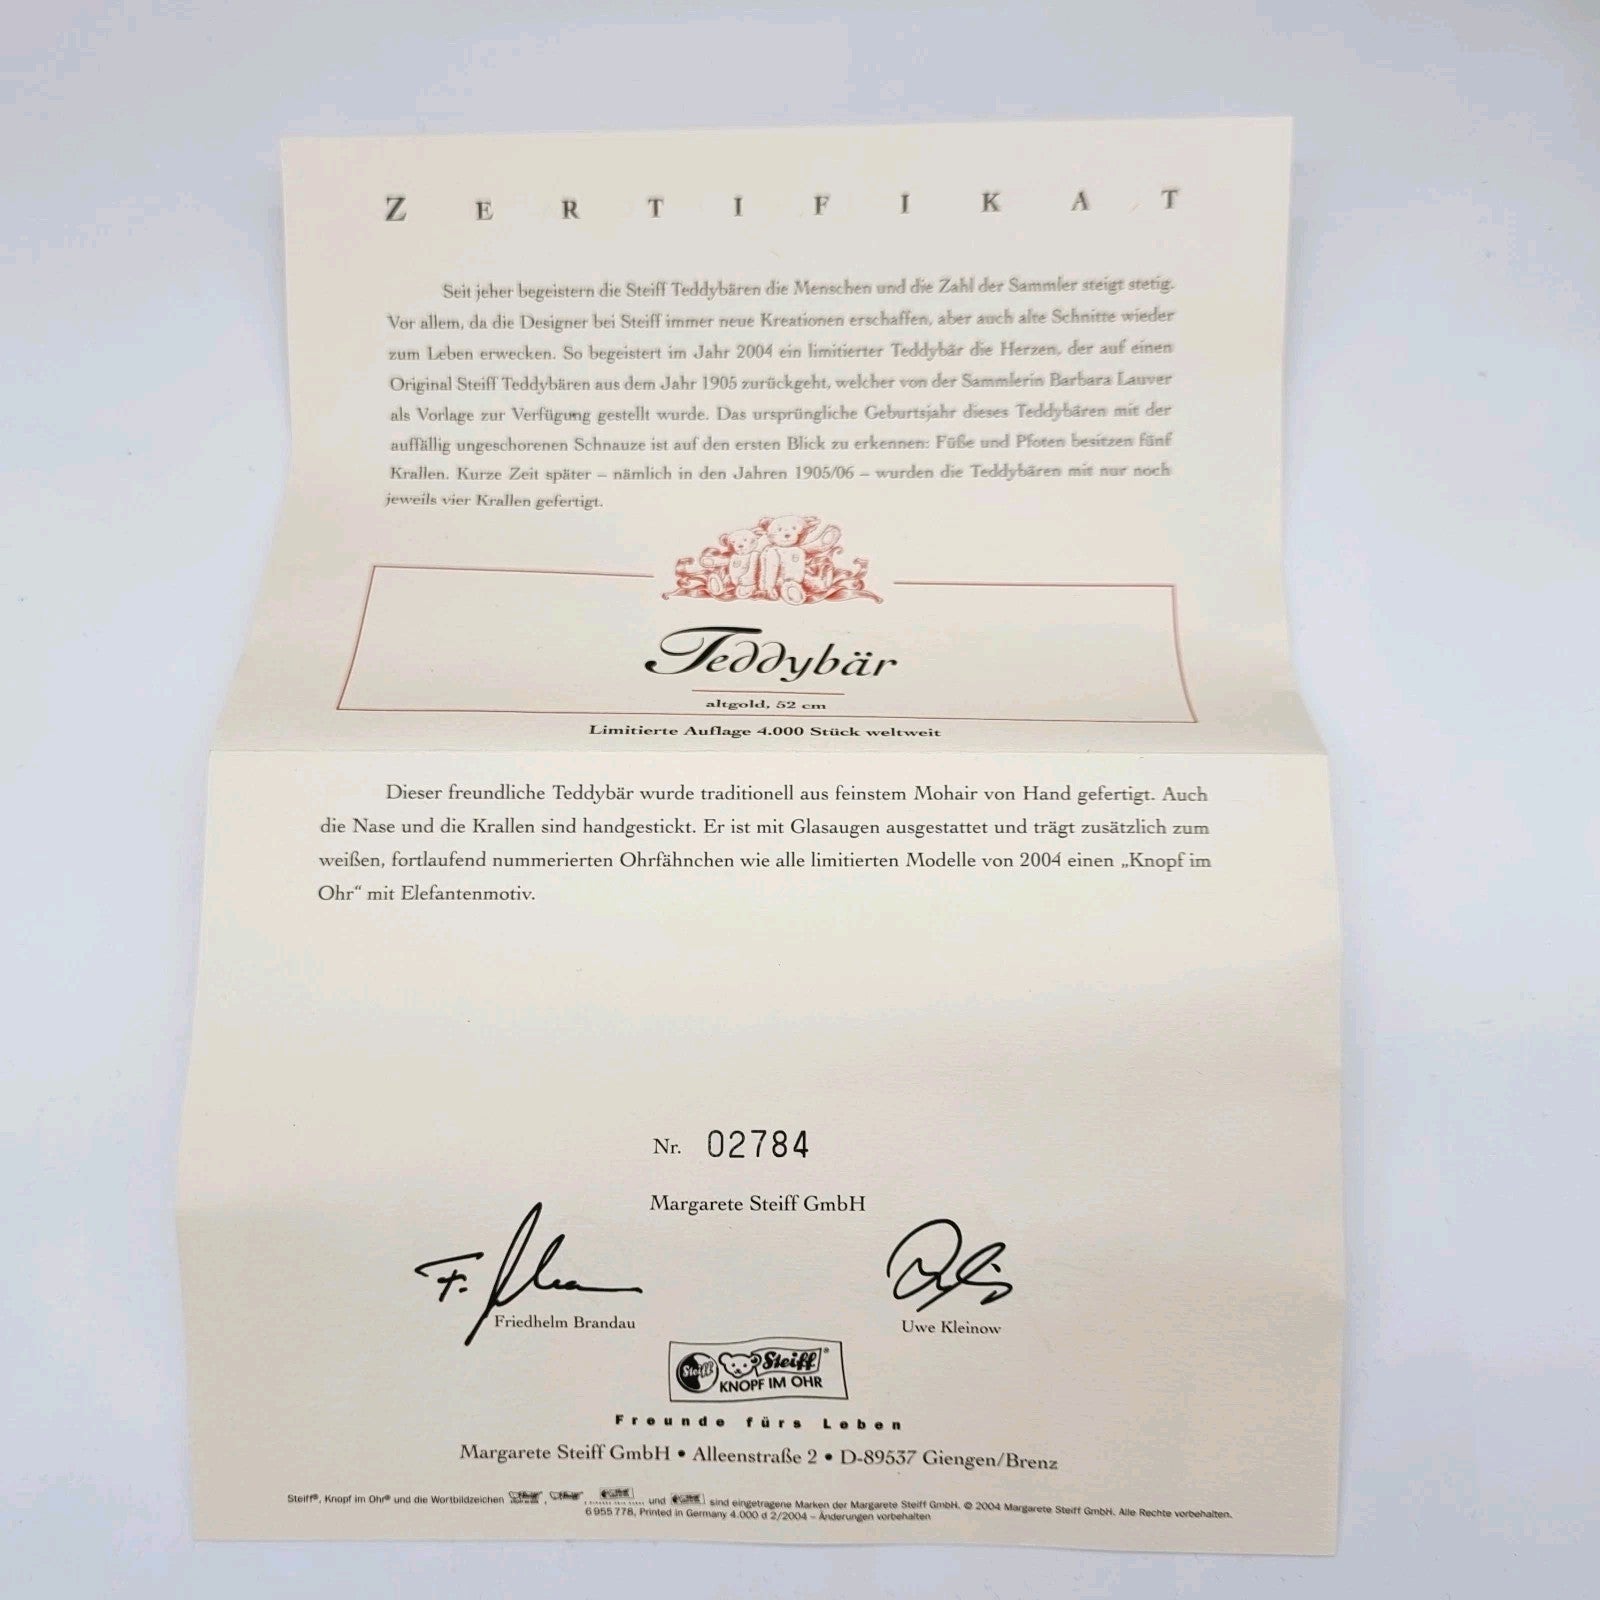 ZERTIFIKAT
Seit jeher begeistern die Steiff Teddybären die Menschen und die Zahl der Sammler steigt stetig.
Vor allem, da die Designer bei Steiff immer neue Kreationen erschaffen, aber auch alte Schnitte wieder
zum Leben erwecken. So begeistert im Jahr 2004 ein limitierter Teddybär die Herzen, der auf einen
Original Steiff Teddybären aus dem Jahr 1905 zurückgeht, welcher von der Sammlerin Barbara Lauver
als Vorlage zur Verfügung gestellt wurde. Das ursprüngliche Geburtsjahr dieses Teddybären mit der
auffällig ungeschorenen Schnauze ist auf den ersten Blick zu erkennen: Füße und Pfoten besitzen fünf
Krallen. Kurze Zeit später – nämlich in den Jahren 1905/06 – wurden die Teddybären mit nur noch
jeweils vier Krallen gefertigt.
Teddybär
altgold, 52 cm
Limitierte Auflage 4.000 Stück weltweit
Dieser freundliche Teddybär wurde traditionell aus feinstem Mohair von Hand gefertigt. Auch
die Nase und die Krallen sind handgestickt. Er ist mit Glasaugen ausgestattet und trägt zusätzlich zum
weißen, fortlaufend nummerierten Ohrfähnchen wie alle limitierten Modelle von 2004 einen „Knopf im
Ohr“ mit Elefantenmotiv.
Nr. 02784
Margarete Steiff GmbH
Friedhelm Brandau
Uwe Kleinow
Steiff Steiff®
KNOPF IM OHR
Freunde fürs Leben
Margarete Steiff GmbH • Alleenstraße 2 • D-89537 Giengen/Brenz
Steiff®, Knopf im Ohr® und die Wortbildzeichen , , und sind eingetragene Marken der Margarete Steiff GmbH. © 2004 Margarete Steiff GmbH. Alle Rechte vorbehalten.
6 955 778, Printed in Germany 4.000 d 2/2004 – Änderungen vorbehalten